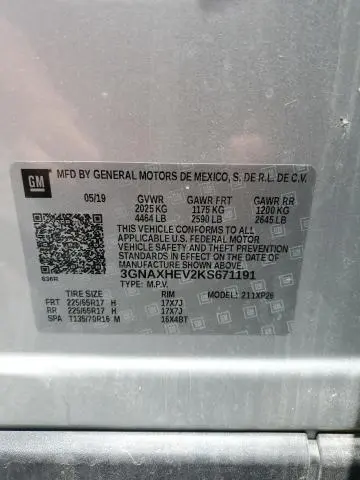 GM
MFD BY GENERAL MOTORS DE MEXICO, S. DE R.L. DE C.V.
05/19 GVWR GAWR FRT GAWR RR
2025 KG 1175 KG 1200 KG
4464 LB 2590 LB 2645 LB
THIS VEHICLE CONFORMS TO ALL
APPLICABLE U.S. FEDERAL MOTOR
VEHICLE SAFETY AND THEFT PREVENTION
STANDARDS IN EFFECT ON THE DATE OF
MANUFACTURE SHOWN ABOVE.
636R
3GNAXHEV2KS671191
TYPE: M.P.V.
TIRE SIZE RIM MODEL: 211XP26
FRT 225/65R17 H 17X7J
RR 225/65R17 H 17X7J
SPA T135/70R16 M 16X4BT